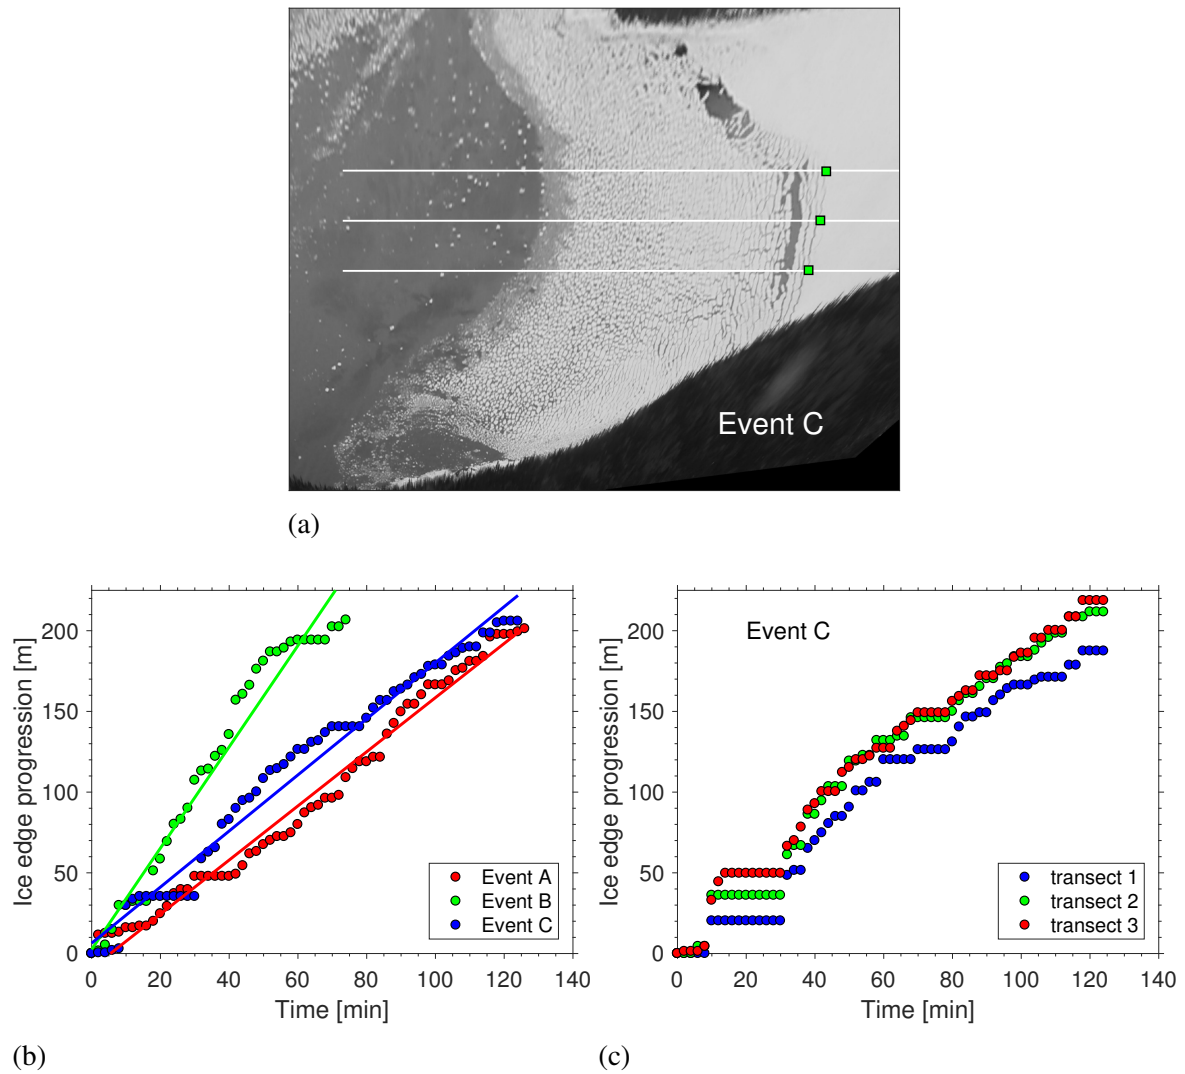 Event C
(a)
Ice edge progression [m]
200
150
100
50
0
0 20 40 60 80 100 120 140
Time [min]
Event A
Event B
Event C
(b)
Ice edge progression [m]
200
150
100
50
0
0 20 40 60 80 100 120 140
Time [min]
Event C
transect 1
transect 2
transect 3
(c)